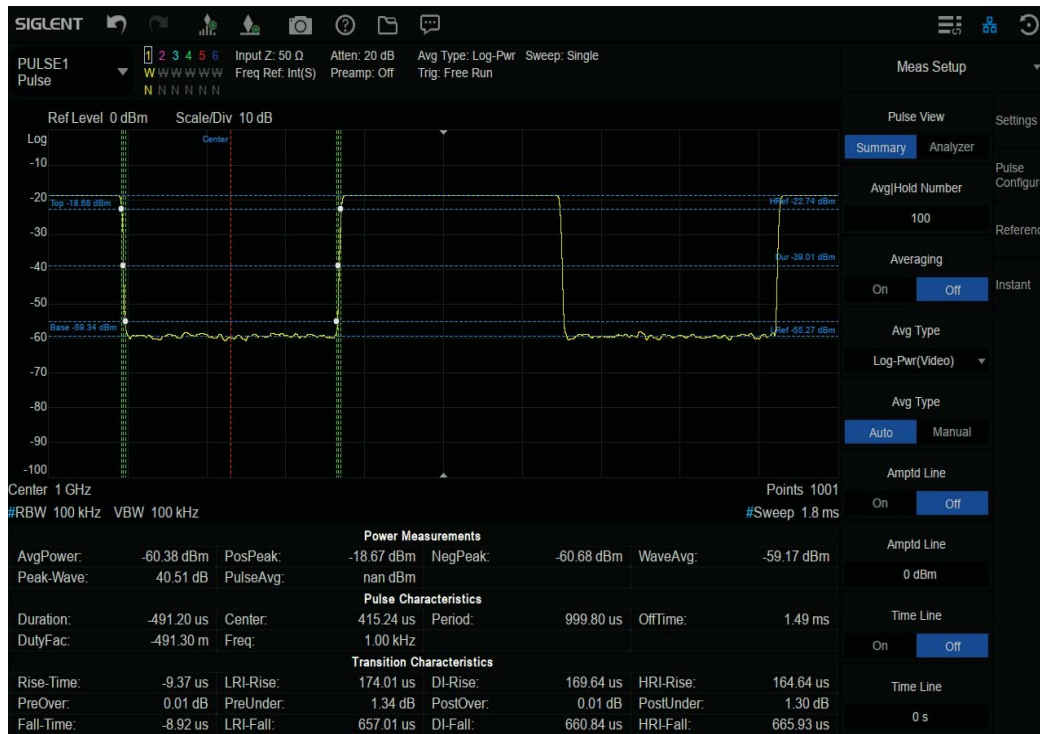 SIGLENT
PULSE1
Pulse
1 2 3 4 5 6
W W W W W W
N N N N N N
Input Z: 50 Ω
Freq Ref: Int(S)
Atten: 20 dB
Preamp: Off
Avg Type: Log-Pwr
Trig: Free Run
Sweep: Single
Meas Setup
Ref Level 0 dBm Scale/Div 10 dB
Log
Center
-10
-20
-30
-40
-50
-60
-70
-80
-90
-100
Top -18.68 dBm
HRef -22.74 dBm
Dur -39.01 dBm
Base -59.34 dBm
LRef -55.27 dBm
Center 1 GHz
Points 1001
#RBW 100 kHz VBW 100 kHz
#Sweep 1.8 ms
Power Measurements
AvgPower: -60.38 dBm PosPeak: -18.67 dBm NegPeak: -60.68 dBm WaveAvg: -59.17 dBm
Peak-Wave: 40.51 dB PulseAvg: nan dBm
Pulse Characteristics
Duration: -491.20 us Center: 415.24 us Period: 999.80 us OffTime: 1.49 ms
DutyFac: -491.30 m Freq: 1.00 kHz
Transition Characteristics
Rise-Time: -9.37 us LRI-Rise: 174.01 us DI-Rise: 169.64 us HRI-Rise: 164.64 us
PreOver: 0.01 dB PreUnder: 1.34 dB PostOver: 0.01 dB PostUnder: 1.30 dB
Fall-Time: -8.92 us LRI-Fall: 657.01 us DI-Fall: 660.84 us HRI-Fall: 665.93 us
Pulse View
Summary Analyzer
Avg|Hold Number
100
Averaging
On Off
Avg Type
Log-Pwr(Video)
Avg Type
Auto Manual
Amptd Line
On Off
Amptd Line
0 dBm
Time Line
On Off
Time Line
0 s
Settings
Pulse
Configur
Referenc
Instant